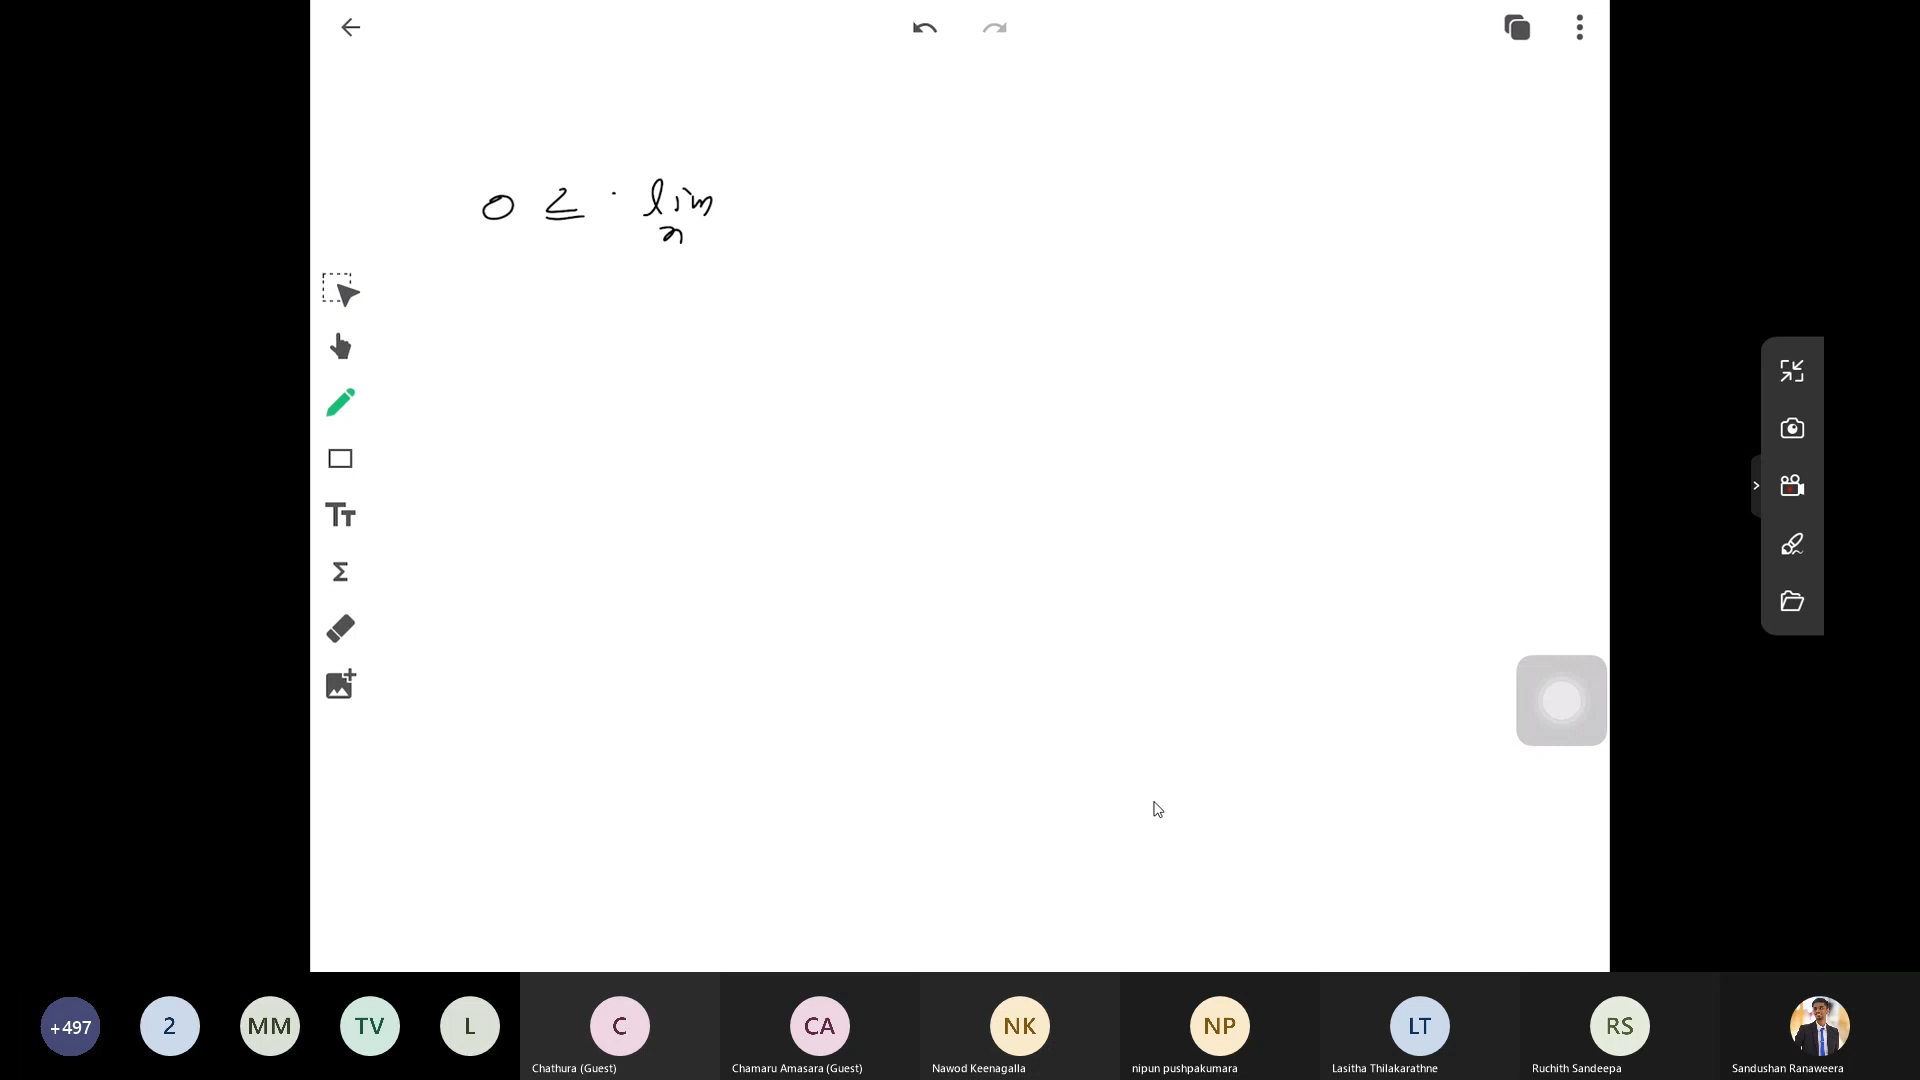 0 ≤ lim
n
Tт
Σ
+497
2
MM
TV
L
C
CA
NK
NP
LT
RS
Chathura (Guest)
Chamaru Amasara (Guest)
Nawod Keenagalla
nipun pushpakumara
Lasitha Thilakarathne
Ruchith Sandeepa
Sandushan Ranaweera